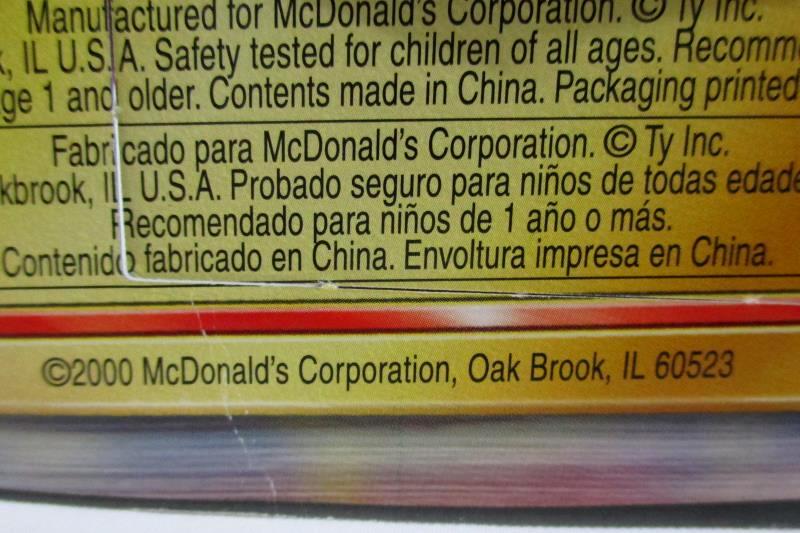 Manufactured for McDonald's Corporation. © Ty Inc.
k, IL U.S.A. Safety tested for children of all ages. Recomm
ge 1 and older. Contents made in China. Packaging printed
Fabricado para McDonald's Corporation. © Ty Inc.
kbrook, IL U.S.A. Probado seguro para niños de todas edade
Recomendado para niños de 1 año o más.
Contenido fabricado en China. Envoltura impresa en China.
©2000 McDonald's Corporation, Oak Brook, IL 60523